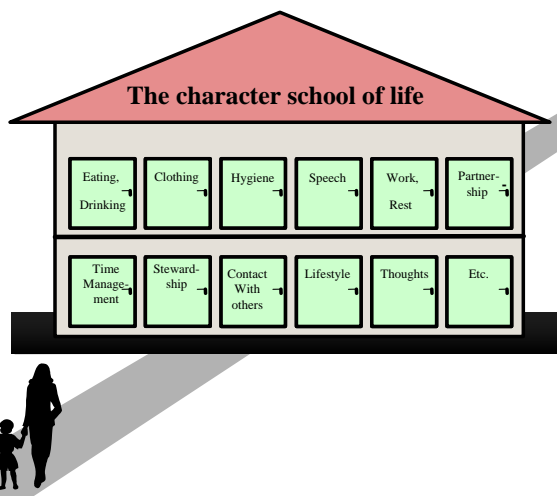 The character school of life
Eating,
Drinking
Clothing
Hygiene
Speech
Work,
Rest
Partner-
ship
Time
Manage-
ment
Steward-
ship
Contact
With
others
Lifestyle
Thoughts
Etc.